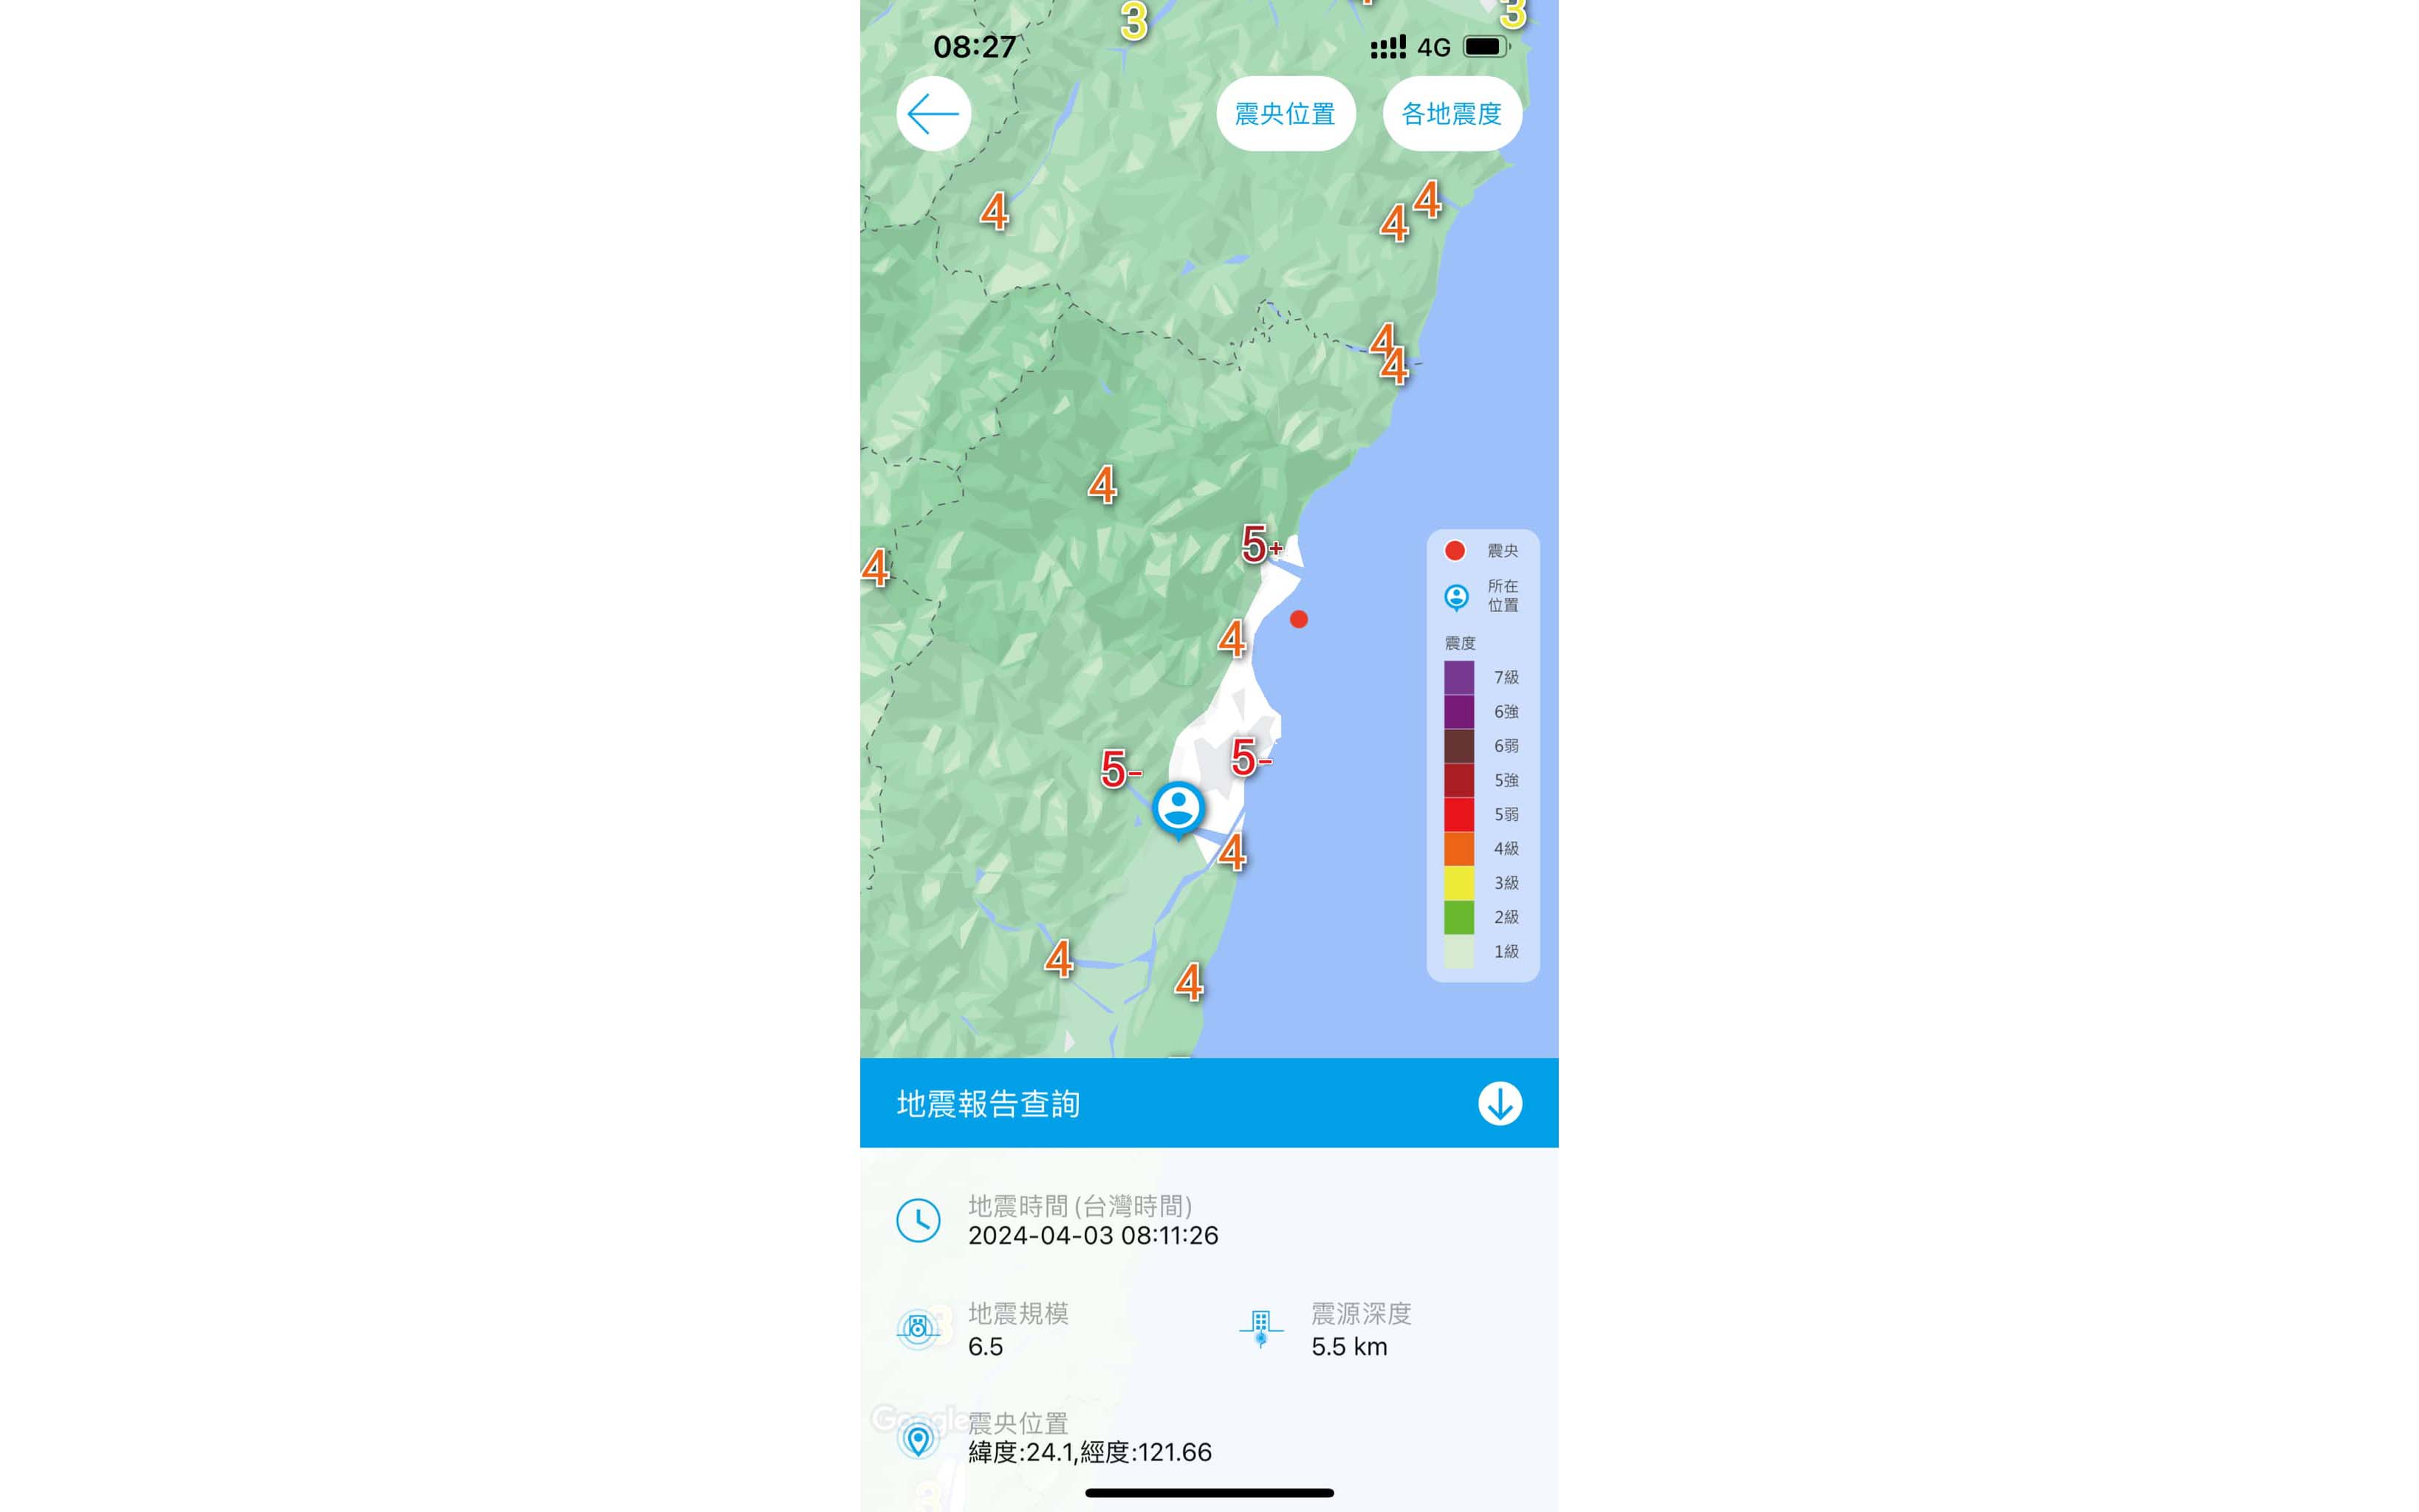 3
3
08:27 4G
震央位置 各地震度
4
4
4
4
4
4
5+
4
4
5-
5-
4
4
4
震央
所在
位置
震度
7級
6強
6弱
5強
5弱
4級
3級
2級
1級
地震報告查詢
地震時間 (台灣時間)
2024-04-03 08:11:26
3
地震規模 震源深度
6.5 5.5 km
Google
震央位置
緯度:24.1,經度:121.66
3